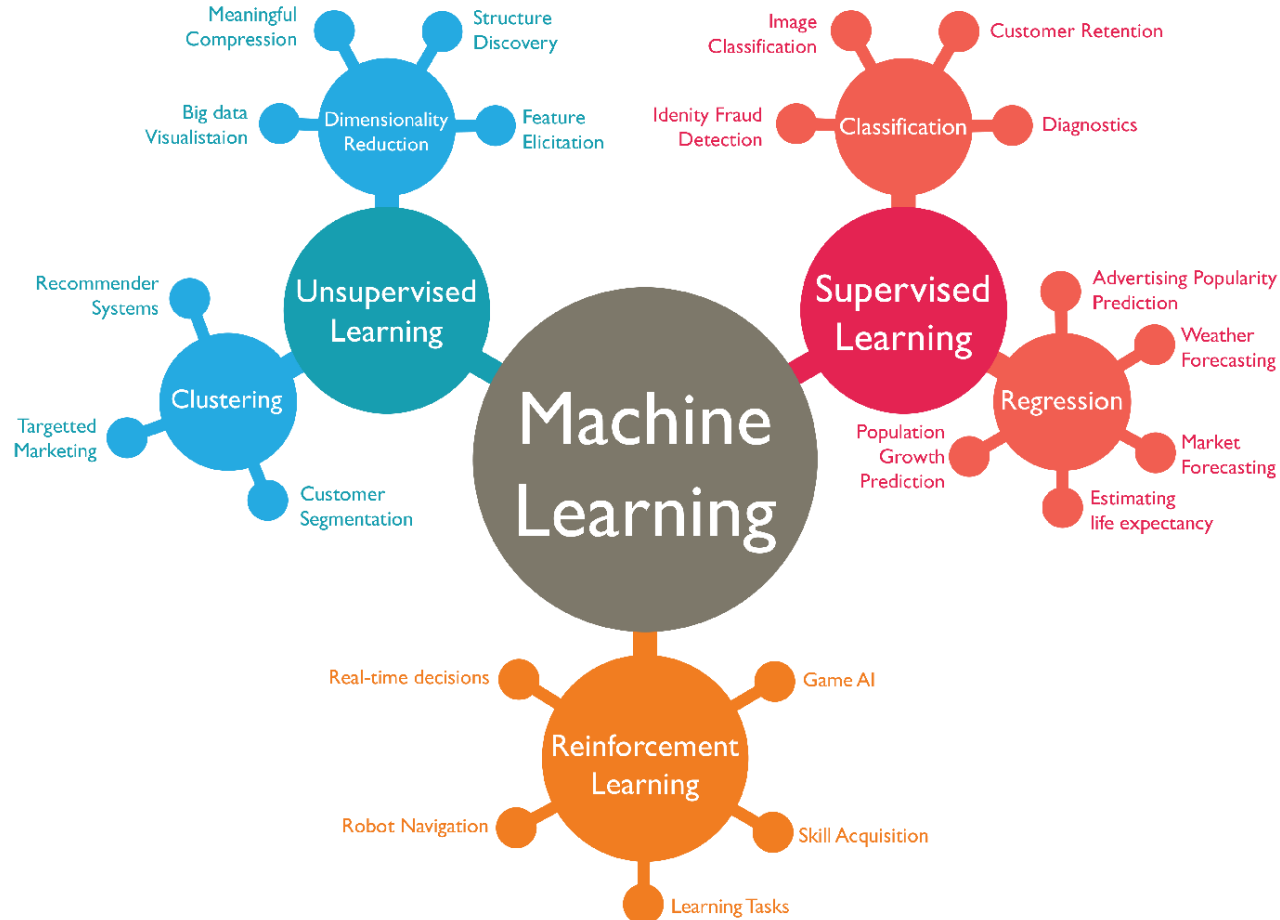 Meaningful
Compression
Structure
Discovery
Big data
Visualistaion
Dimensionality
Reduction
Feature
Elicitation
Image
Classification
Customer Retention
Idenity Fraud
Detection
Classification
Diagnostics
Unsupervised
Learning
Recommender
Systems
Clustering
Targetted
Marketing
Customer
Segmentation
Supervised
Learning
Advertising Popularity
Prediction
Weather
Forecasting
Regression
Population
Growth
Prediction
Market
Forecasting
Estimating
life expectancy
Machine
Learning
Real-time decisions
Game AI
Reinforcement
Learning
Robot Navigation
Skill Acquisition
Learning Tasks